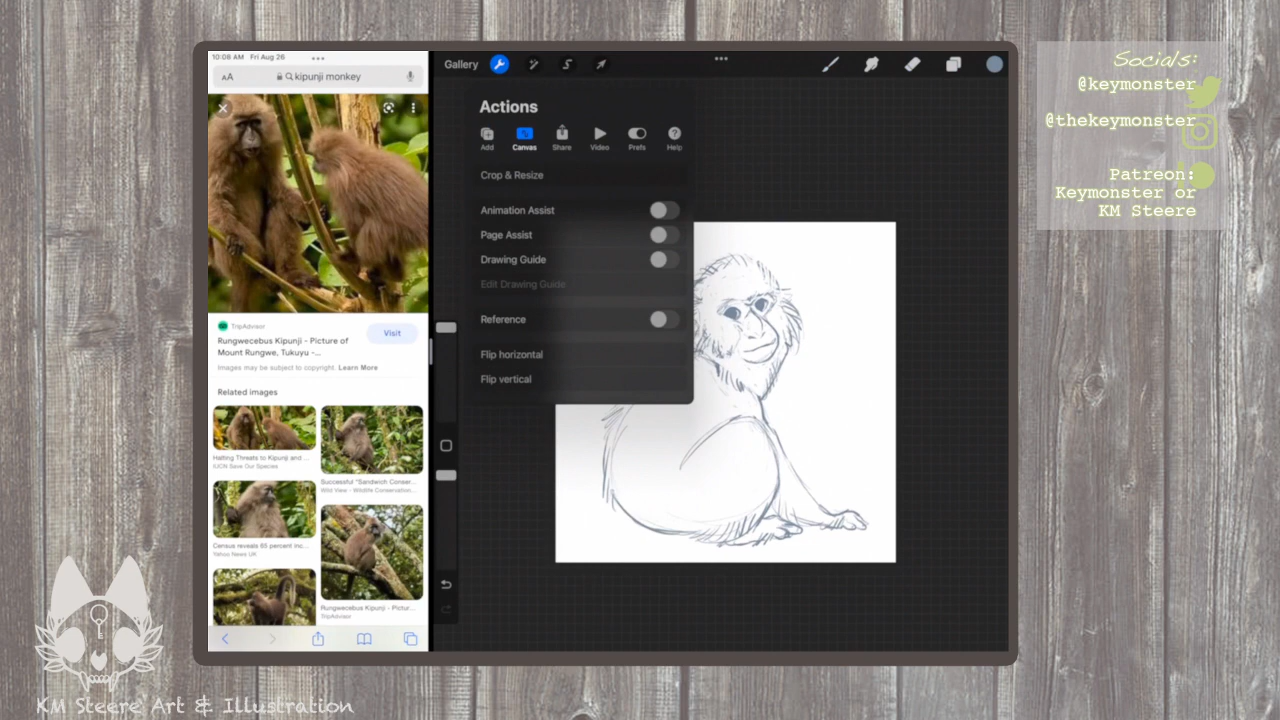 10:08 AM Fri Aug 26
AA kipunji monkey
TripAdvisor
Rungwecebus Kipunji - Picture of
Mount Rungwe, Tukuyu -...
Visit
Images may be subject to copyright. Learn More
Related images
Halting Threats to Kipunji and ...
IUCN Save Our Species
Successful "Sandwich Conser...
Wild View - Wildlife Conservation...
Census reveals 65 percent inc...
Yahoo News UK
Rungwecebus Kipunji - Pictur...
TripAdvisor
Gallery
Actions
Add Canvas Share Video Prefs Help
Crop & Resize
Animation Assist
Page Assist
Drawing Guide
Edit Drawing Guide
Reference
Flip horizontal
Flip vertical
Socials:
@keymonster
@thekeymonster
Patreon:
Keymonster or
KM Steere
KM Steere Art & Illustration